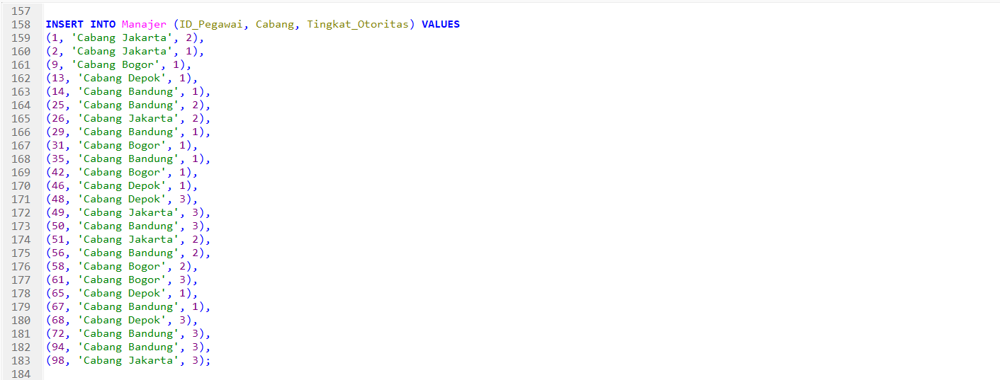 157
158 INSERT INTO Manajer (ID_Pegawai, Cabang, Tingkat_Otoritas) VALUES
159 (1, 'Cabang Jakarta', 2),
160 (2, 'Cabang Jakarta', 1),
161 (9, 'Cabang Bogor', 1),
162 (13, 'Cabang Depok', 1),
163 (14, 'Cabang Bandung', 1),
164 (25, 'Cabang Bandung', 2),
165 (26, 'Cabang Jakarta', 2),
166 (29, 'Cabang Bandung', 1),
167 (31, 'Cabang Bogor', 1),
168 (35, 'Cabang Bandung', 1),
169 (42, 'Cabang Bogor', 1),
170 (46, 'Cabang Depok', 1),
171 (48, 'Cabang Depok', 3),
172 (49, 'Cabang Jakarta', 3),
173 (50, 'Cabang Bandung', 3),
174 (51, 'Cabang Jakarta', 2),
175 (56, 'Cabang Bandung', 2),
176 (58, 'Cabang Bogor', 2),
177 (61, 'Cabang Bogor', 3),
178 (65, 'Cabang Depok', 1),
179 (67, 'Cabang Bandung', 1),
180 (68, 'Cabang Depok', 3),
181 (72, 'Cabang Bandung', 3),
182 (94, 'Cabang Bandung', 3),
183 (98, 'Cabang Jakarta', 3);
184